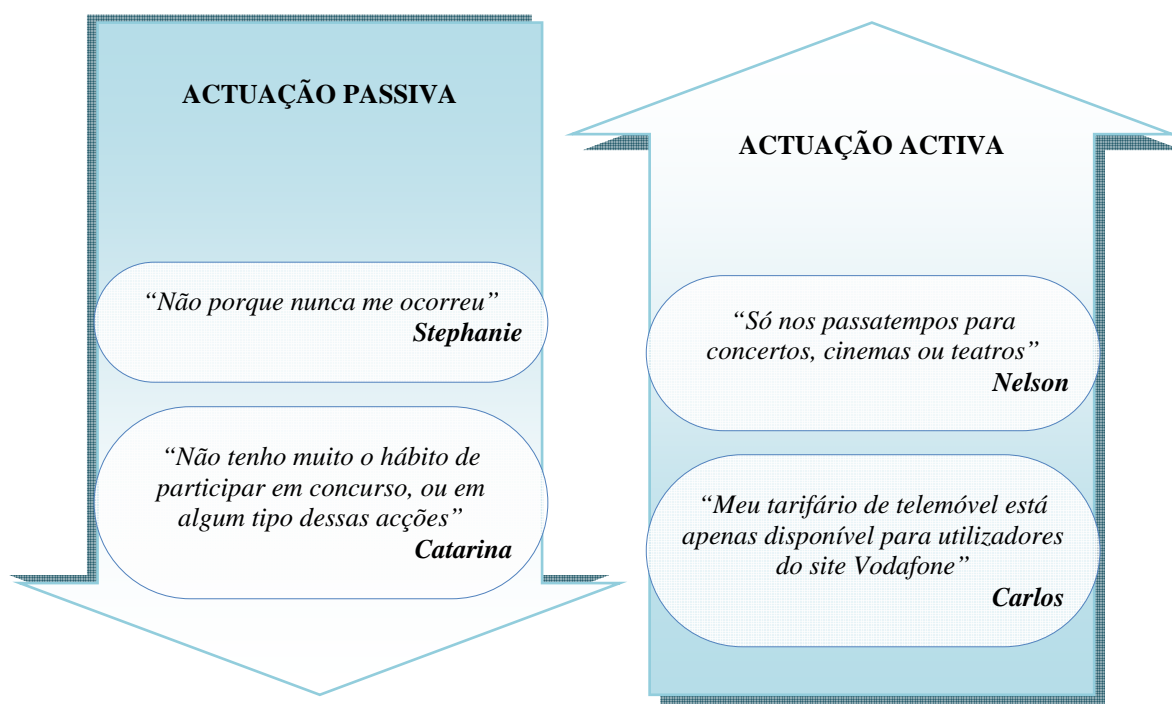 ACTUAÇÃO PASSIVA
“Não porque nunca me ocorreu”
Stephanie
“Não tenho muito o hábito de
participar em concurso, ou em
algum tipo dessas acções”
Catarina
ACTUAÇÃO ACTIVA
“Só nos passatempos para
concertos, cinemas ou teatros”
Nelson
“Meu tarifário de telemóvel está
apenas disponível para utilizadores
do site Vodafone”
Carlos